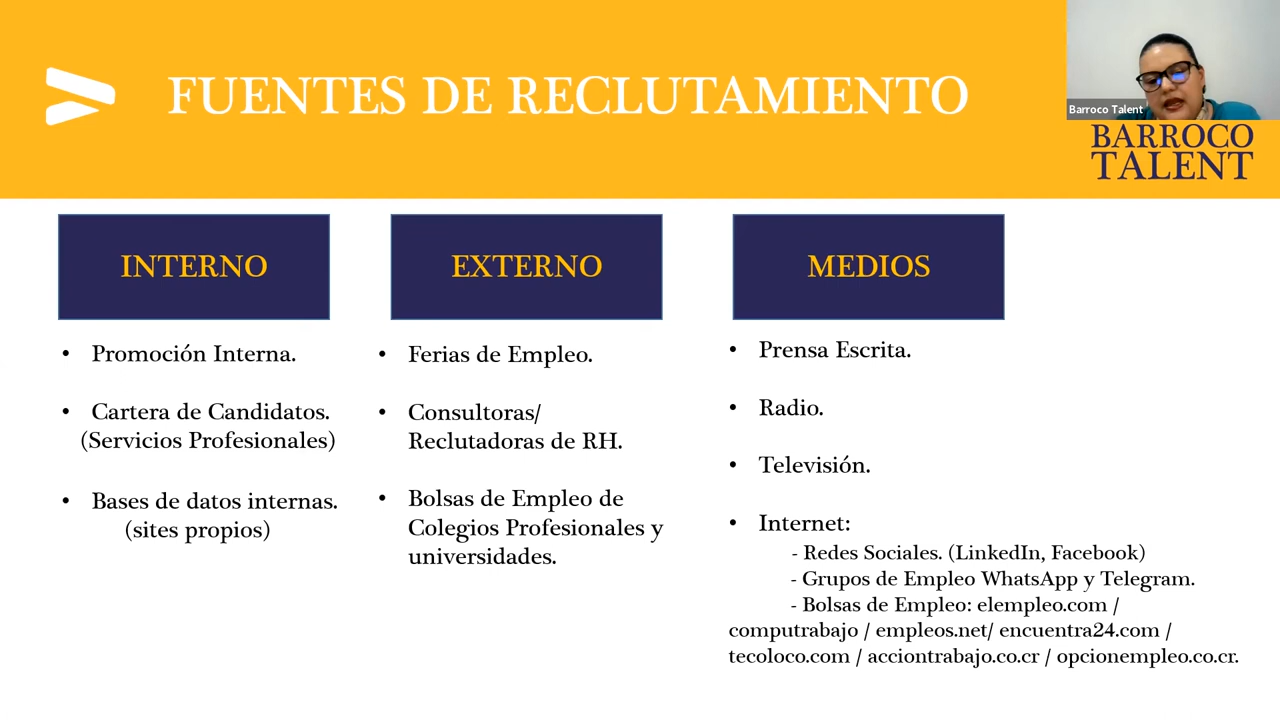 FUENTES DE RECLUTAMIENTO
Barroco Talent
BARROCO
TALENT
INTERNO
• Promoción Interna.
• Cartera de Candidatos.
(Servicios Profesionales)
• Bases de datos internas.
(sites propios)
EXTERNO
• Ferias de Empleo.
• Consultoras/
Reclutadoras de RH.
• Bolsas de Empleo de
Colegios Profesionales y
universidades.
MEDIOS
• Prensa Escrita.
• Radio.
• Televisión.
• Internet:
- Redes Sociales. (LinkedIn, Facebook)
- Grupos de Empleo WhatsApp y Telegram.
- Bolsas de Empleo: elempleo.com /
computrabajo / empleos.net/ encuentra24.com /
tecoloco.com / acciontrabajo.co.cr / opcionempleo.co.cr.